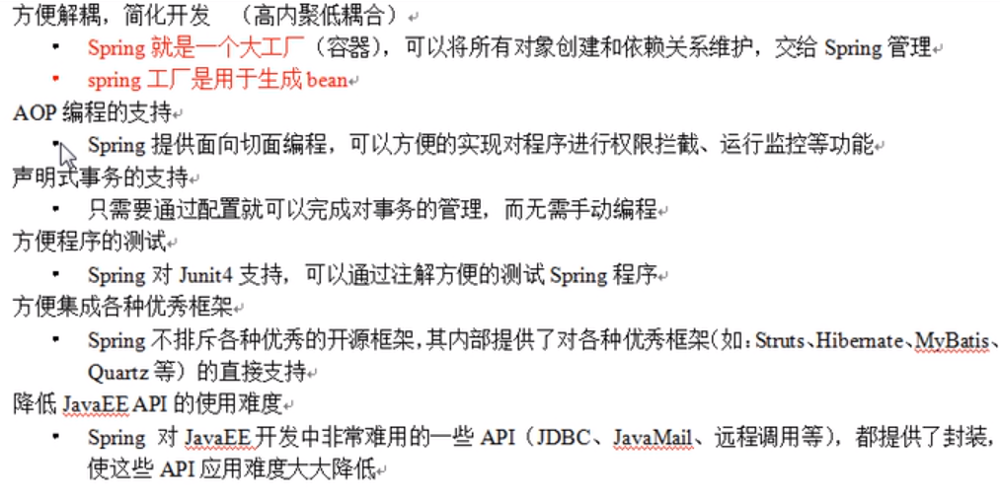 方便解耦，简化开发 （高内聚低耦合）
▪ Spring 就是一个大工厂（容器），可以将所有对象创建和依赖关系维护，交给 Spring 管理
▪ spring 工厂是用于生成 bean
AOP 编程的支持
▪ Spring 提供面向切面编程，可以方便的实现对程序进行权限拦截、运行监控等功能
声明式事务的支持
▪ 只需要通过配置就可以完成对事务的管理，而无需手动编程
方便程序的测试
▪ Spring 对 Junit4 支持，可以通过注解方便的测试 Spring 程序
方便集成各种优秀框架
▪ Spring 不排斥各种优秀的开源框架，其内部提供了对各种优秀框架（如：Struts、Hibernate、MyBatis、
Quartz 等）的直接支持
降低 JavaEE API 的使用难度
▪ Spring 对 JavaEE 开发中非常难用的一些 API（JDBC、JavaMail、远程调用等），都提供了封装，
使这些 API 应用难度大大降低